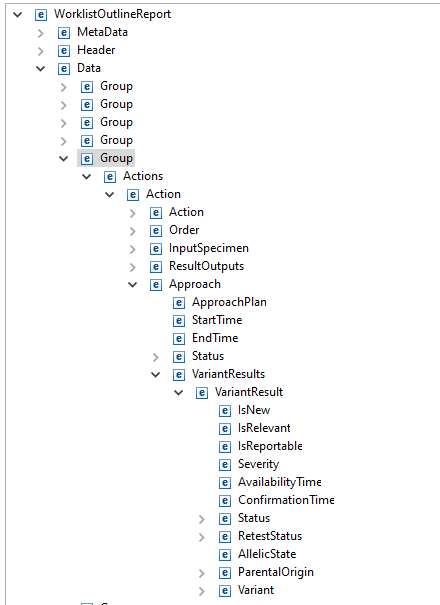 WorklistOutlineReport
MetaData
Header
Data
Group
Group
Group
Group
Group
Actions
Action
Action
Order
InputSpecimen
ResultOutputs
Approach
ApproachPlan
StartTime
EndTime
Status
VariantResults
VariantResult
IsNew
IsRelevant
IsReportable
Severity
AvailabilityTime
ConfirmationTime
Status
RetestStatus
AllelicState
ParentalOrigin
Variant